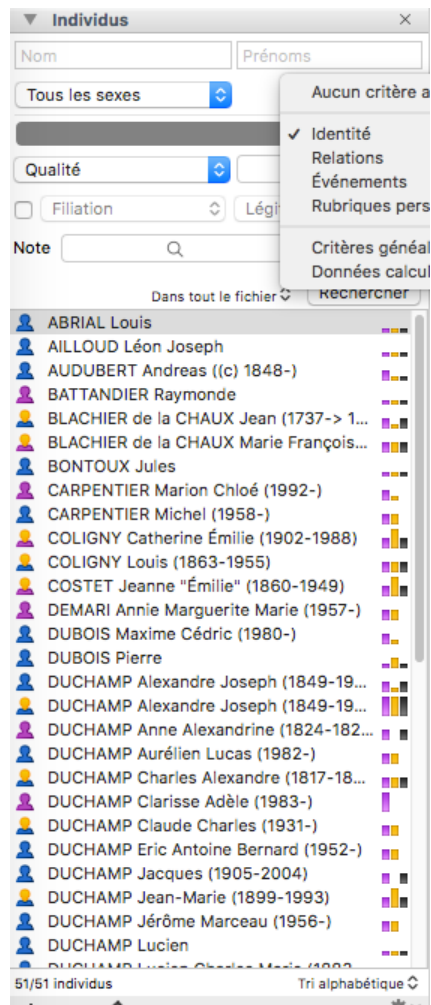 Individus
Nom Prénoms
Tous les sexes
Aucun critère a
Identité
Relations
Événements
Rubriques pers
Critères généal
Données calcul
Qualité
Filiation Légi
Note
Dans tout le fichier Rechercher
ABRIAL Louis
AILLOUD Léon Joseph
AUDUBERT Andreas ((c) 1848-)
BATTANDIER Raymonde
BLACHIER de la CHAUX Jean (1737-> 1...
BLACHIER de la CHAUX Marie François...
BONTOUX Jules
CARPENTIER Marion Chloé (1992-)
CARPENTIER Michel (1958-)
COLIGNY Catherine Émilie (1902-1988)
COLIGNY Louis (1863-1955)
COSTET Jeanne "Émilie" (1860-1949)
DEMARI Annie Marguerite Marie (1957-)
DUBOIS Maxime Cédric (1980-)
DUBOIS Pierre
DUCHAMP Alexandre Joseph (1849-19...
DUCHAMP Alexandre Joseph (1849-19...
DUCHAMP Anne Alexandrine (1824-182...
DUCHAMP Aurélien Lucas (1982-)
DUCHAMP Charles Alexandre (1817-18...
DUCHAMP Clarisse Adèle (1983-)
DUCHAMP Claude Charles (1931-)
DUCHAMP Eric Antoine Bernard (1952-)
DUCHAMP Jacques (1905-2004)
DUCHAMP Jean-Marie (1899-1993)
DUCHAMP Jérôme Marceau (1956-)
DUCHAMP Lucien
51/51 individus Tri alphabétique